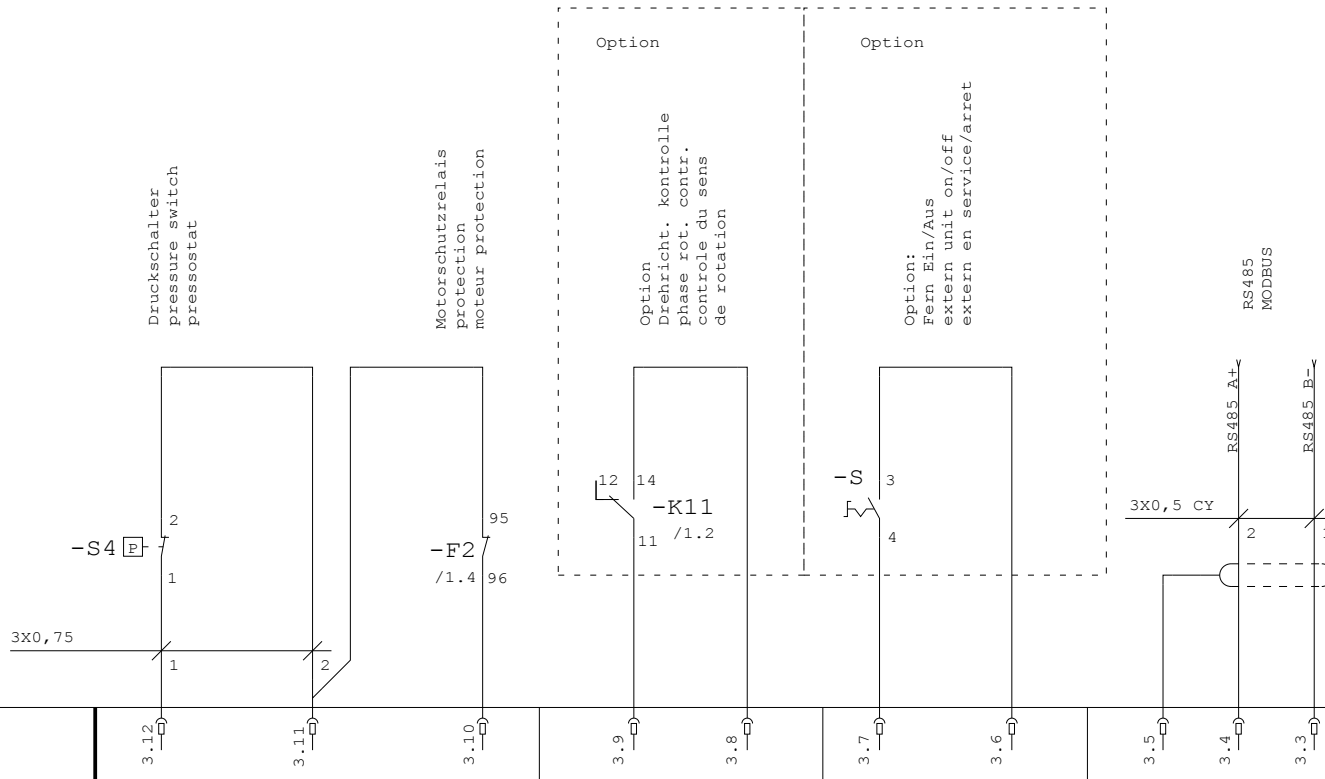 Option
Option
Druckschalter
pressure switch
pressostat
Motorschutzrelais
protection
moteur protection
Option
Drehricht. kontrolle
phase rot. contr.
controle du sens
de rotation
Option:
Fern Ein/Aus
extern unit on/off
extern en service/arret
RS485
MODBUS
RS485 A+
RS485 B-
2
-S4
P
1
95
-F2
/1.4
96
12
14
-K11
/1.2
11
-S
3
4
3X0,5 CY
2
3X0,75
1
2
3.12
3.11
3.10
3.9
3.8
3.7
3.6
3.5
3.4
3.3